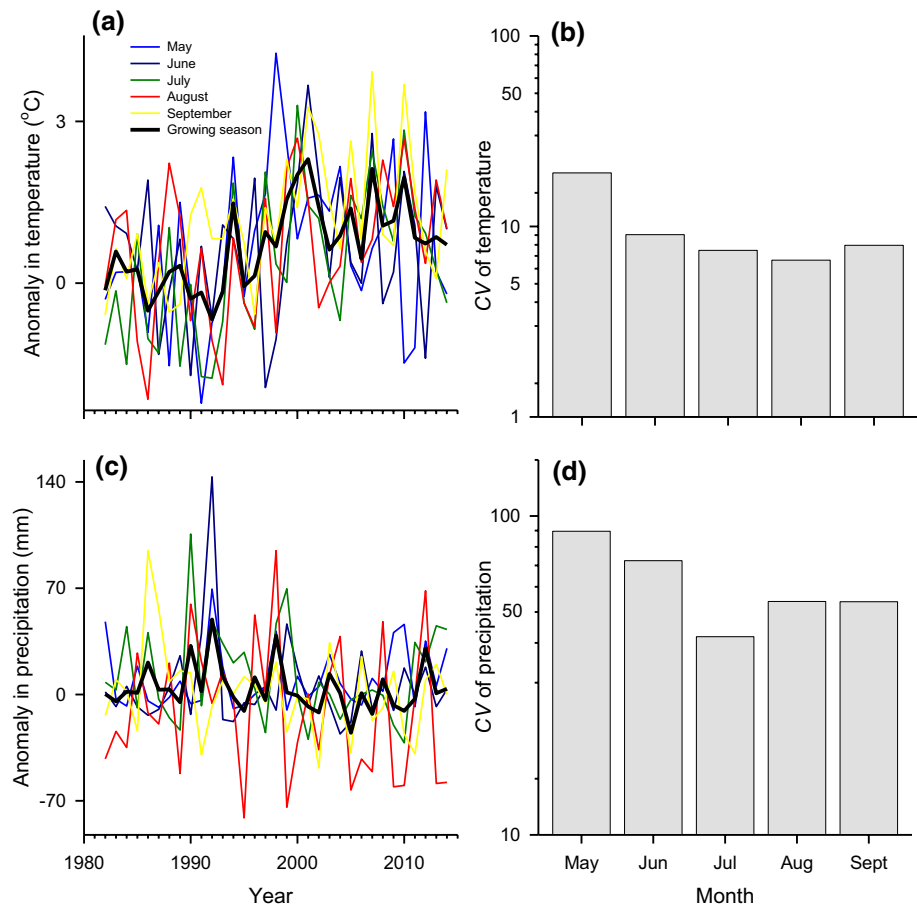 (a)
May
June
July
August
September
Growing season
Anomaly in temperature (°C)
3
0
(b)
CV of temperature
100
50
10
5
1
(c)
Anomaly in precipitation (mm)
140
70
0
-70
1980 1990 2000 2010
Year
(d)
CV of precipitation
100
50
10
May Jun Jul Aug Sept
Month